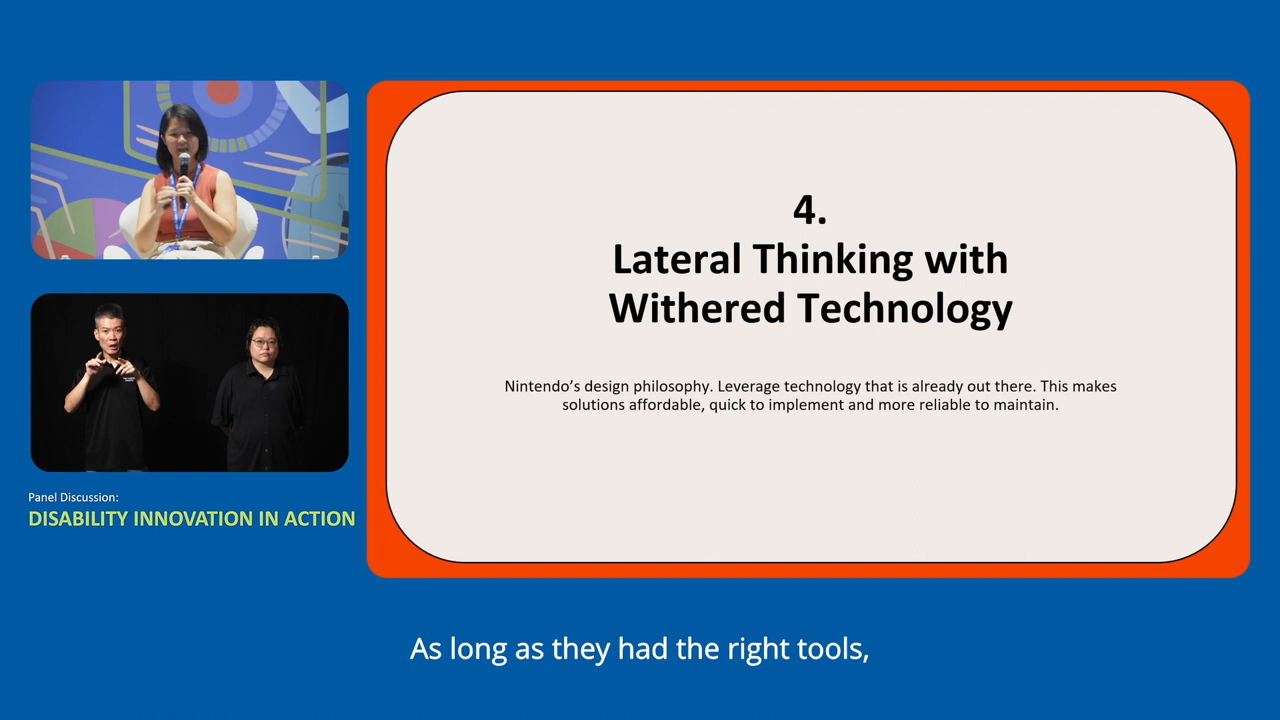 4.
Lateral Thinking with
Withered Technology
Nintendo’s design philosophy. Leverage technology that is already out there. This makes
solutions affordable, quick to implement and more reliable to maintain.
Panel Discussion:
DISABILITY INNOVATION IN ACTION
As long as they had the right tools,